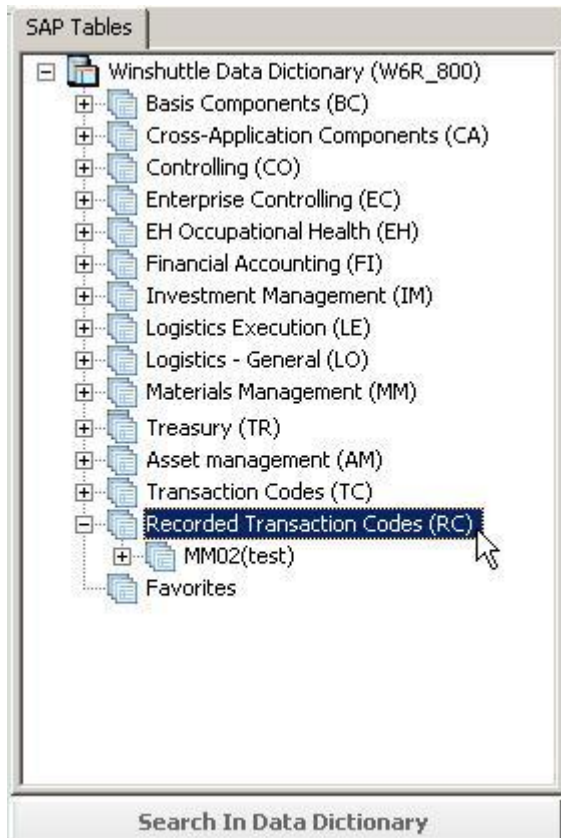 SAP Tables
Winshuttle Data Dictionary (W6R_800)
Basis Components (BC)
Cross-Application Components (CA)
Controlling (CO)
Enterprise Controlling (EC)
EH Occupational Health (EH)
Financial Accounting (FI)
Investment Management (IM)
Logistics Execution (LE)
Logistics - General (LO)
Materials Management (MM)
Treasury (TR)
Asset management (AM)
Transaction Codes (TC)
Recorded Transaction Codes (RC)
MM02(test)
Favorites
Search In Data Dictionary